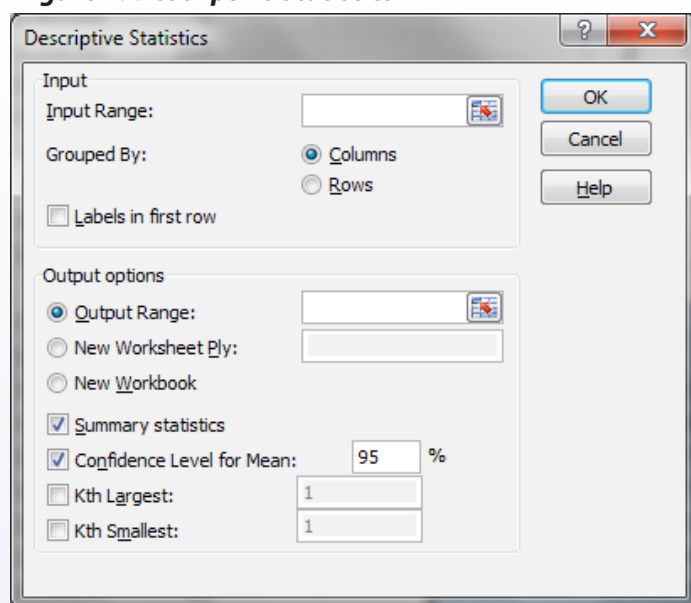 Descriptive Statistics
Input
Input Range:
Grouped By:
Columns
Rows
Labels in first row
OK
Cancel
Help
Output options
Output Range:
New Worksheet Ply:
New Workbook
Summary statistics
Confidence Level for Mean: 95 %
Kth Largest: 1
Kth Smallest: 1